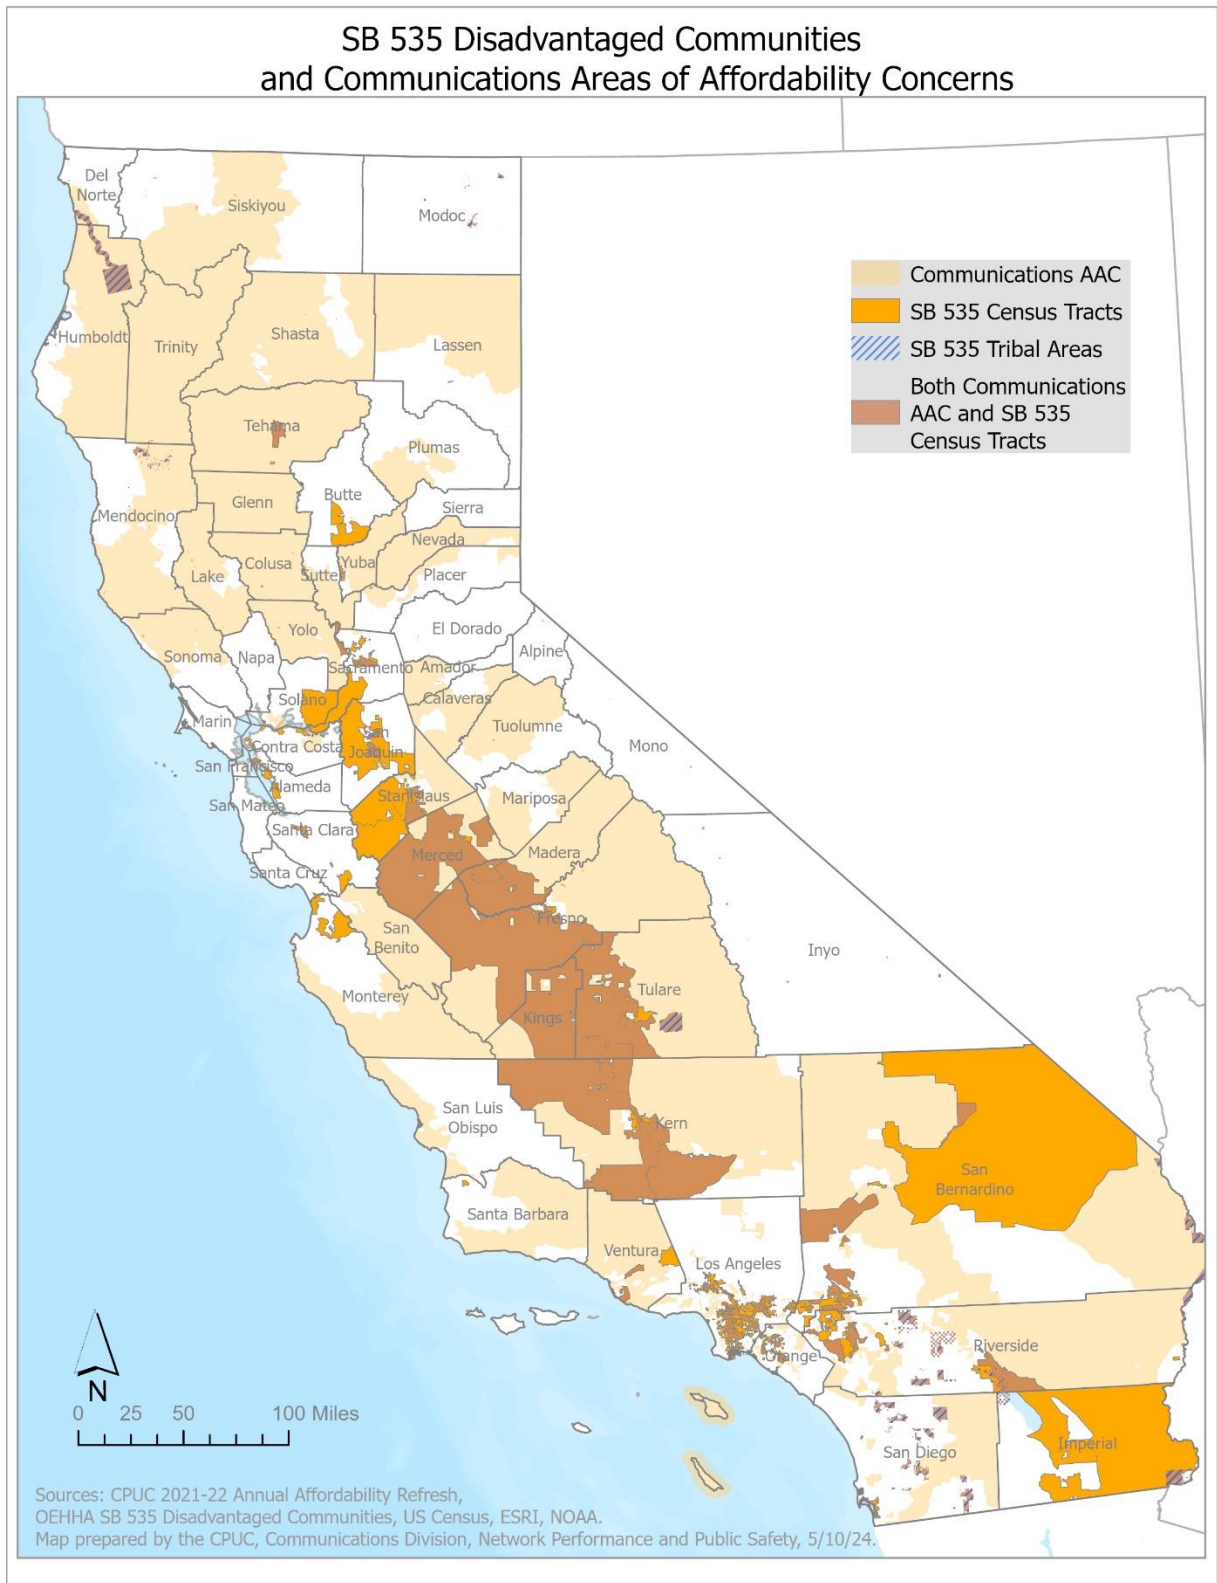 SB 535 Disadvantaged Communities
and Communications Areas of Affordability Concerns
Del
Norte
Siskiyou
Modoc
Communications AAC
SB 535 Census Tracts
SB 535 Tribal Areas
Both Communications
AAC and SB 535
Census Tracts
Humboldt
Trinity
Shasta
Lassen
Tehama
Plumas
Butte
Glenn
Sierra
Mendocino
Nevada
Colusa
Yuba
Lake
Sutter
Placer
Yolo
El Dorado
Sonoma
Napa
Alpine
Sacramento
Amador
Solano
Calaveras
Marin
Tuolumne
San
Joaquin
Contra Costa
Mono
San Francisco
Alameda
Stanislaus
Mariposa
San Mateo
Santa Clara
Merced
Madera
Santa Cruz
Fresno
San
Benito
Inyo
Monterey
Tulare
Kings
San Luis
Obispo
Kern
San
Bernardino
Santa Barbara
Ventura
Los Angeles
Orange
Riverside
San Diego
Imperial
N
0 25 50 100 Miles
Sources: CPUC 2021-22 Annual Affordability Refresh,
OEHHA SB 535 Disadvantaged Communities, US Census, ESRI, NOAA.
Map prepared by the CPUC, Communications Division, Network Performance and Public Safety, 5/10/24.